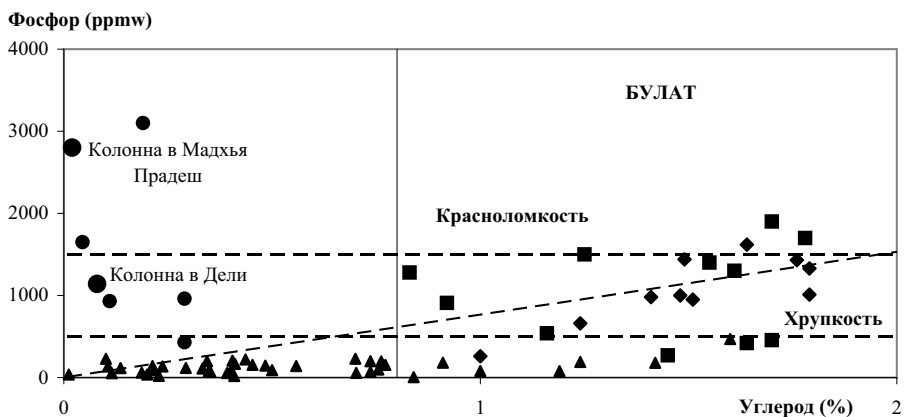 Фосфор (ppmw)
4000
БУЛАТ
3000
Колонна в Мадхья
Прадеш
2000
Красноломкость
Колонна в Дели
1000
Хрупкость
0
0
1
Углерод (%)
2